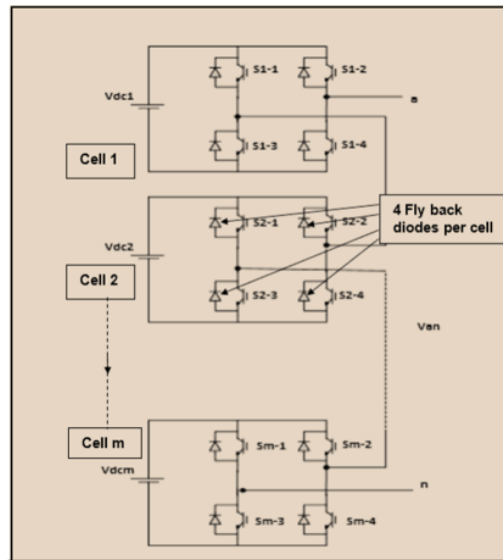 S1-1
S1-2
Vdc1
a
S1-3
S1-4
Cell 1
S2-1
S2-2
4 Fly back
diodes per cell
Vdc2
Cell 2
S2-3
S2-4
Van
Cell m
Sm-1
Sm-2
Vdcm
n
Sm-3
Sm-4